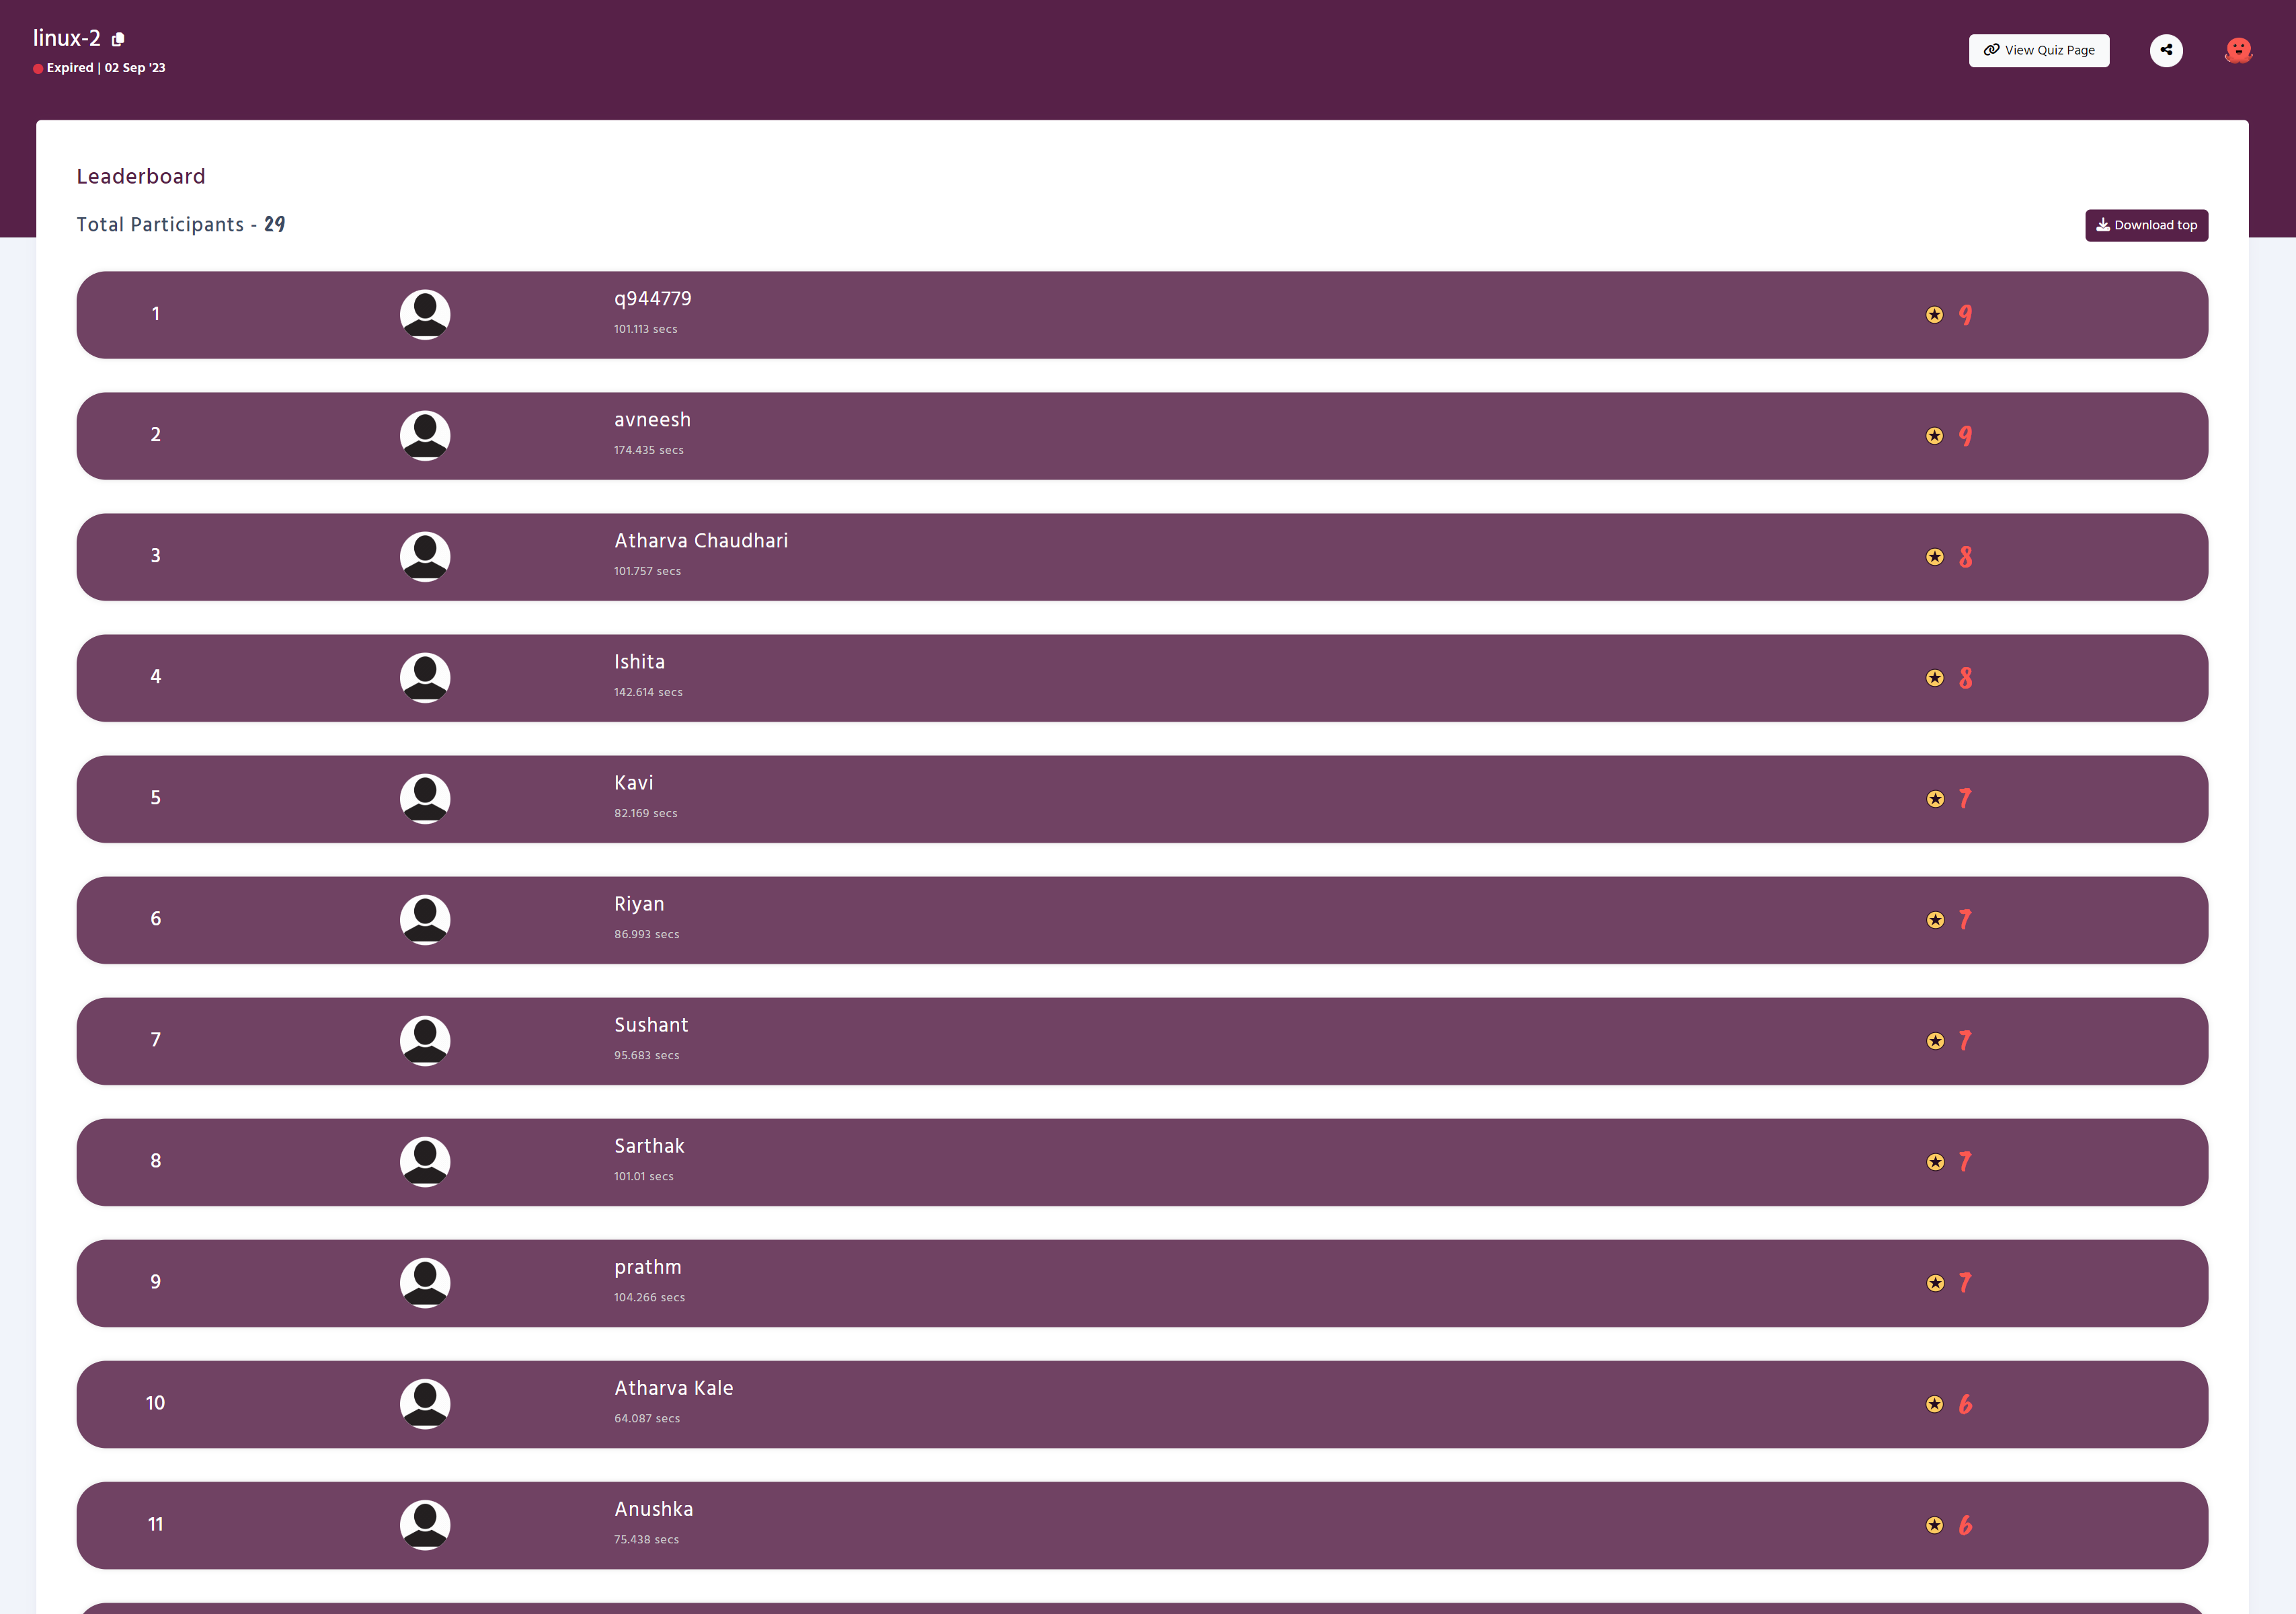 linux-2
Expired | 02 Sep '23
View Quiz Page
Leaderboard
Total Participants - 29
Download top
1
q944779
101.113 secs
9
2
avneesh
174.435 secs
9
3
Atharva Chaudhari
101.757 secs
8
4
Ishita
142.614 secs
8
5
Kavi
82.169 secs
7
6
Riyan
86.993 secs
7
7
Sushant
95.683 secs
7
8
Sarthak
101.01 secs
7
9
prathm
104.266 secs
7
10
Atharva Kale
64.087 secs
6
11
Anushka
75.438 secs
6